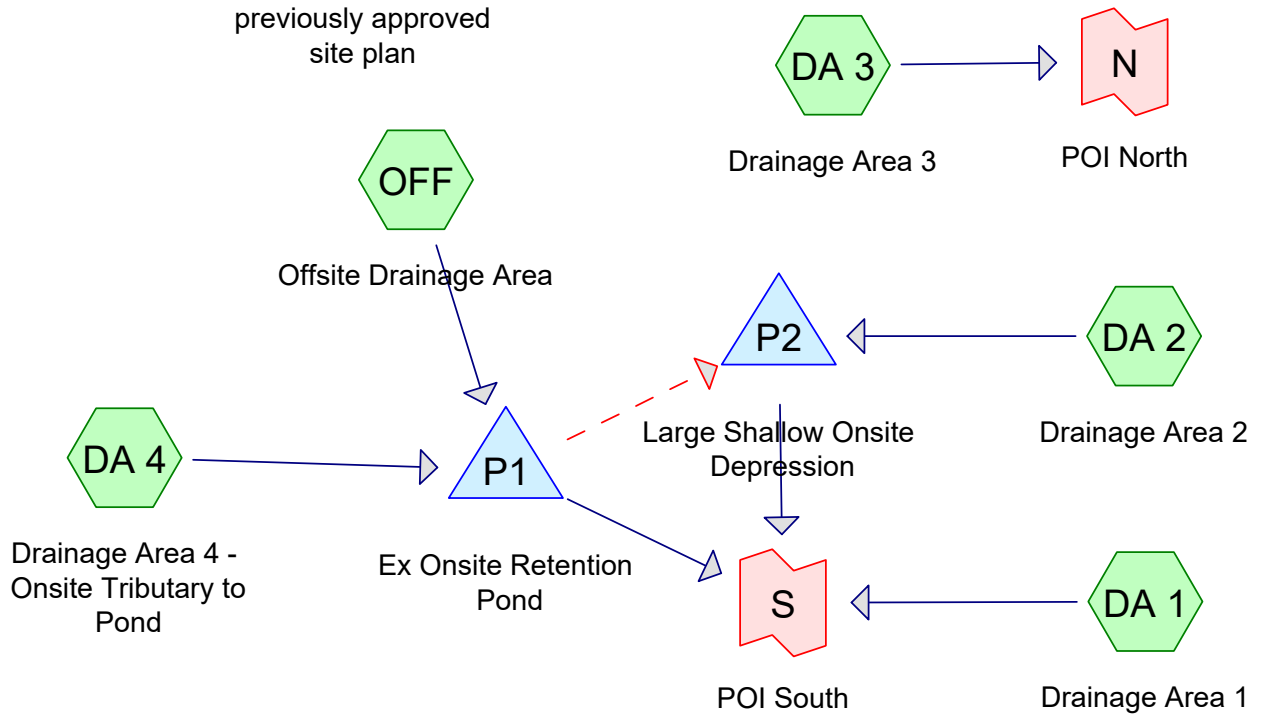 previously approved
site plan
DA 3
N
Drainage Area 3
POI North
OFF
Offsite Drainage Area
P2
DA 2
Large Shallow Onsite
Depression
Drainage Area 2
DA 4
P1
Drainage Area 4 -
Onsite Tributary to
Pond
Ex Onsite Retention
Pond
S
DA 1
POI South
Drainage Area 1